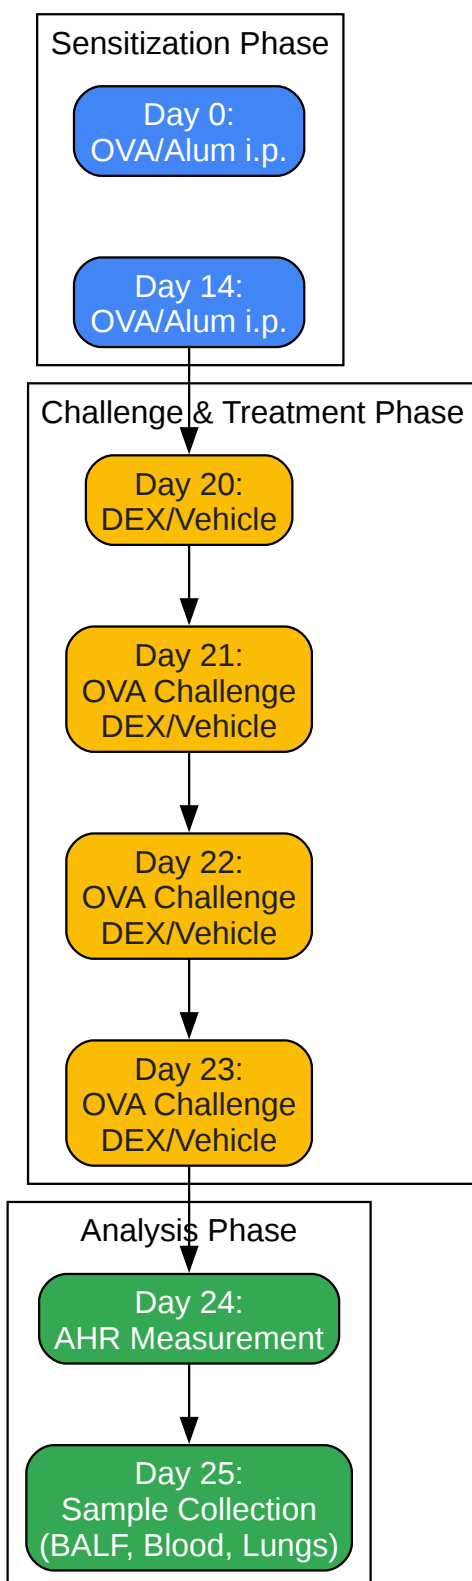 Sensitization Phase
Day 0:
OVA/Alum i.p.
Day 14:
OVA/Alum i.p.
Challenge & Treatment Phase
Day 20:
DEX/Vehicle
Day 21:
OVA Challenge
DEX/Vehicle
Day 22:
OVA Challenge
DEX/Vehicle
Day 23:
OVA Challenge
DEX/Vehicle
Analysis Phase
Day 24:
AHR Measurement
Day 25:
Sample Collection
(BALF, Blood, Lungs)